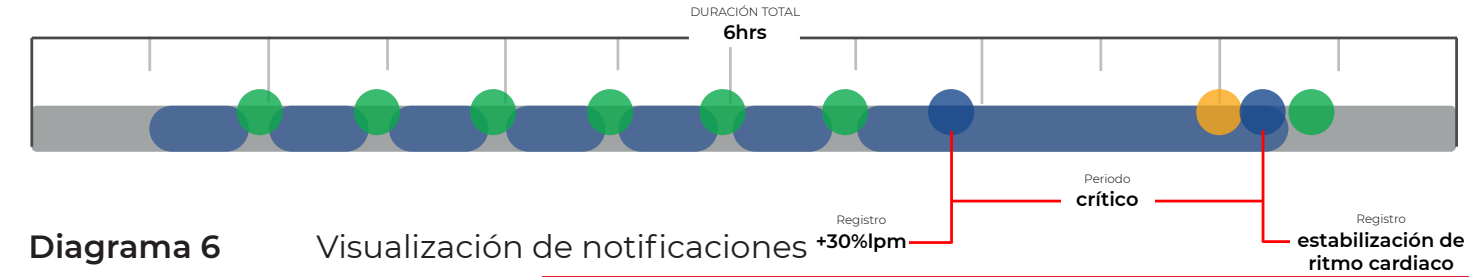 DURACIÓN TOTAL
6hrs
Periodo
crítico
Registro
+30%lpm
Registro
estabilización de
ritmo cardiaco
Diagrama 6
Visualización de notificaciones